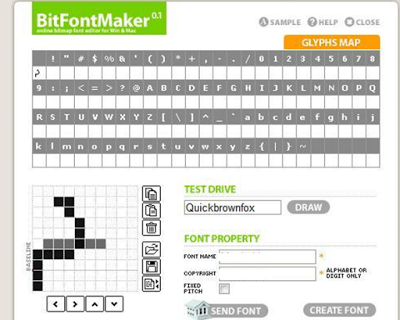 BitFontMaker 0.1
online bitmap font editor for Win & Mac
SAMPLE HELP CLOSE
GLYPHS MAP
! " # $ % & ' ( ) * + , - . / 0 1 2 3 4 5 6 7 8
9 : ; < = > ? @ A B C D E F G H I J K L M N O P Q
R S T U V W X Y Z [ \ ] ^ _ ` a b c d e f g h i j
k l m n o p q r s t u v w x y z { | } ~
BASELINE
TEST DRIVE
Quickbrownfox DRAW
FONT PROPERTY
FONT NAME *
COPYRIGHT * ALPHABET OR DIGIT ONLY
FIXED PITCH
SEND FONT CREATE FONT